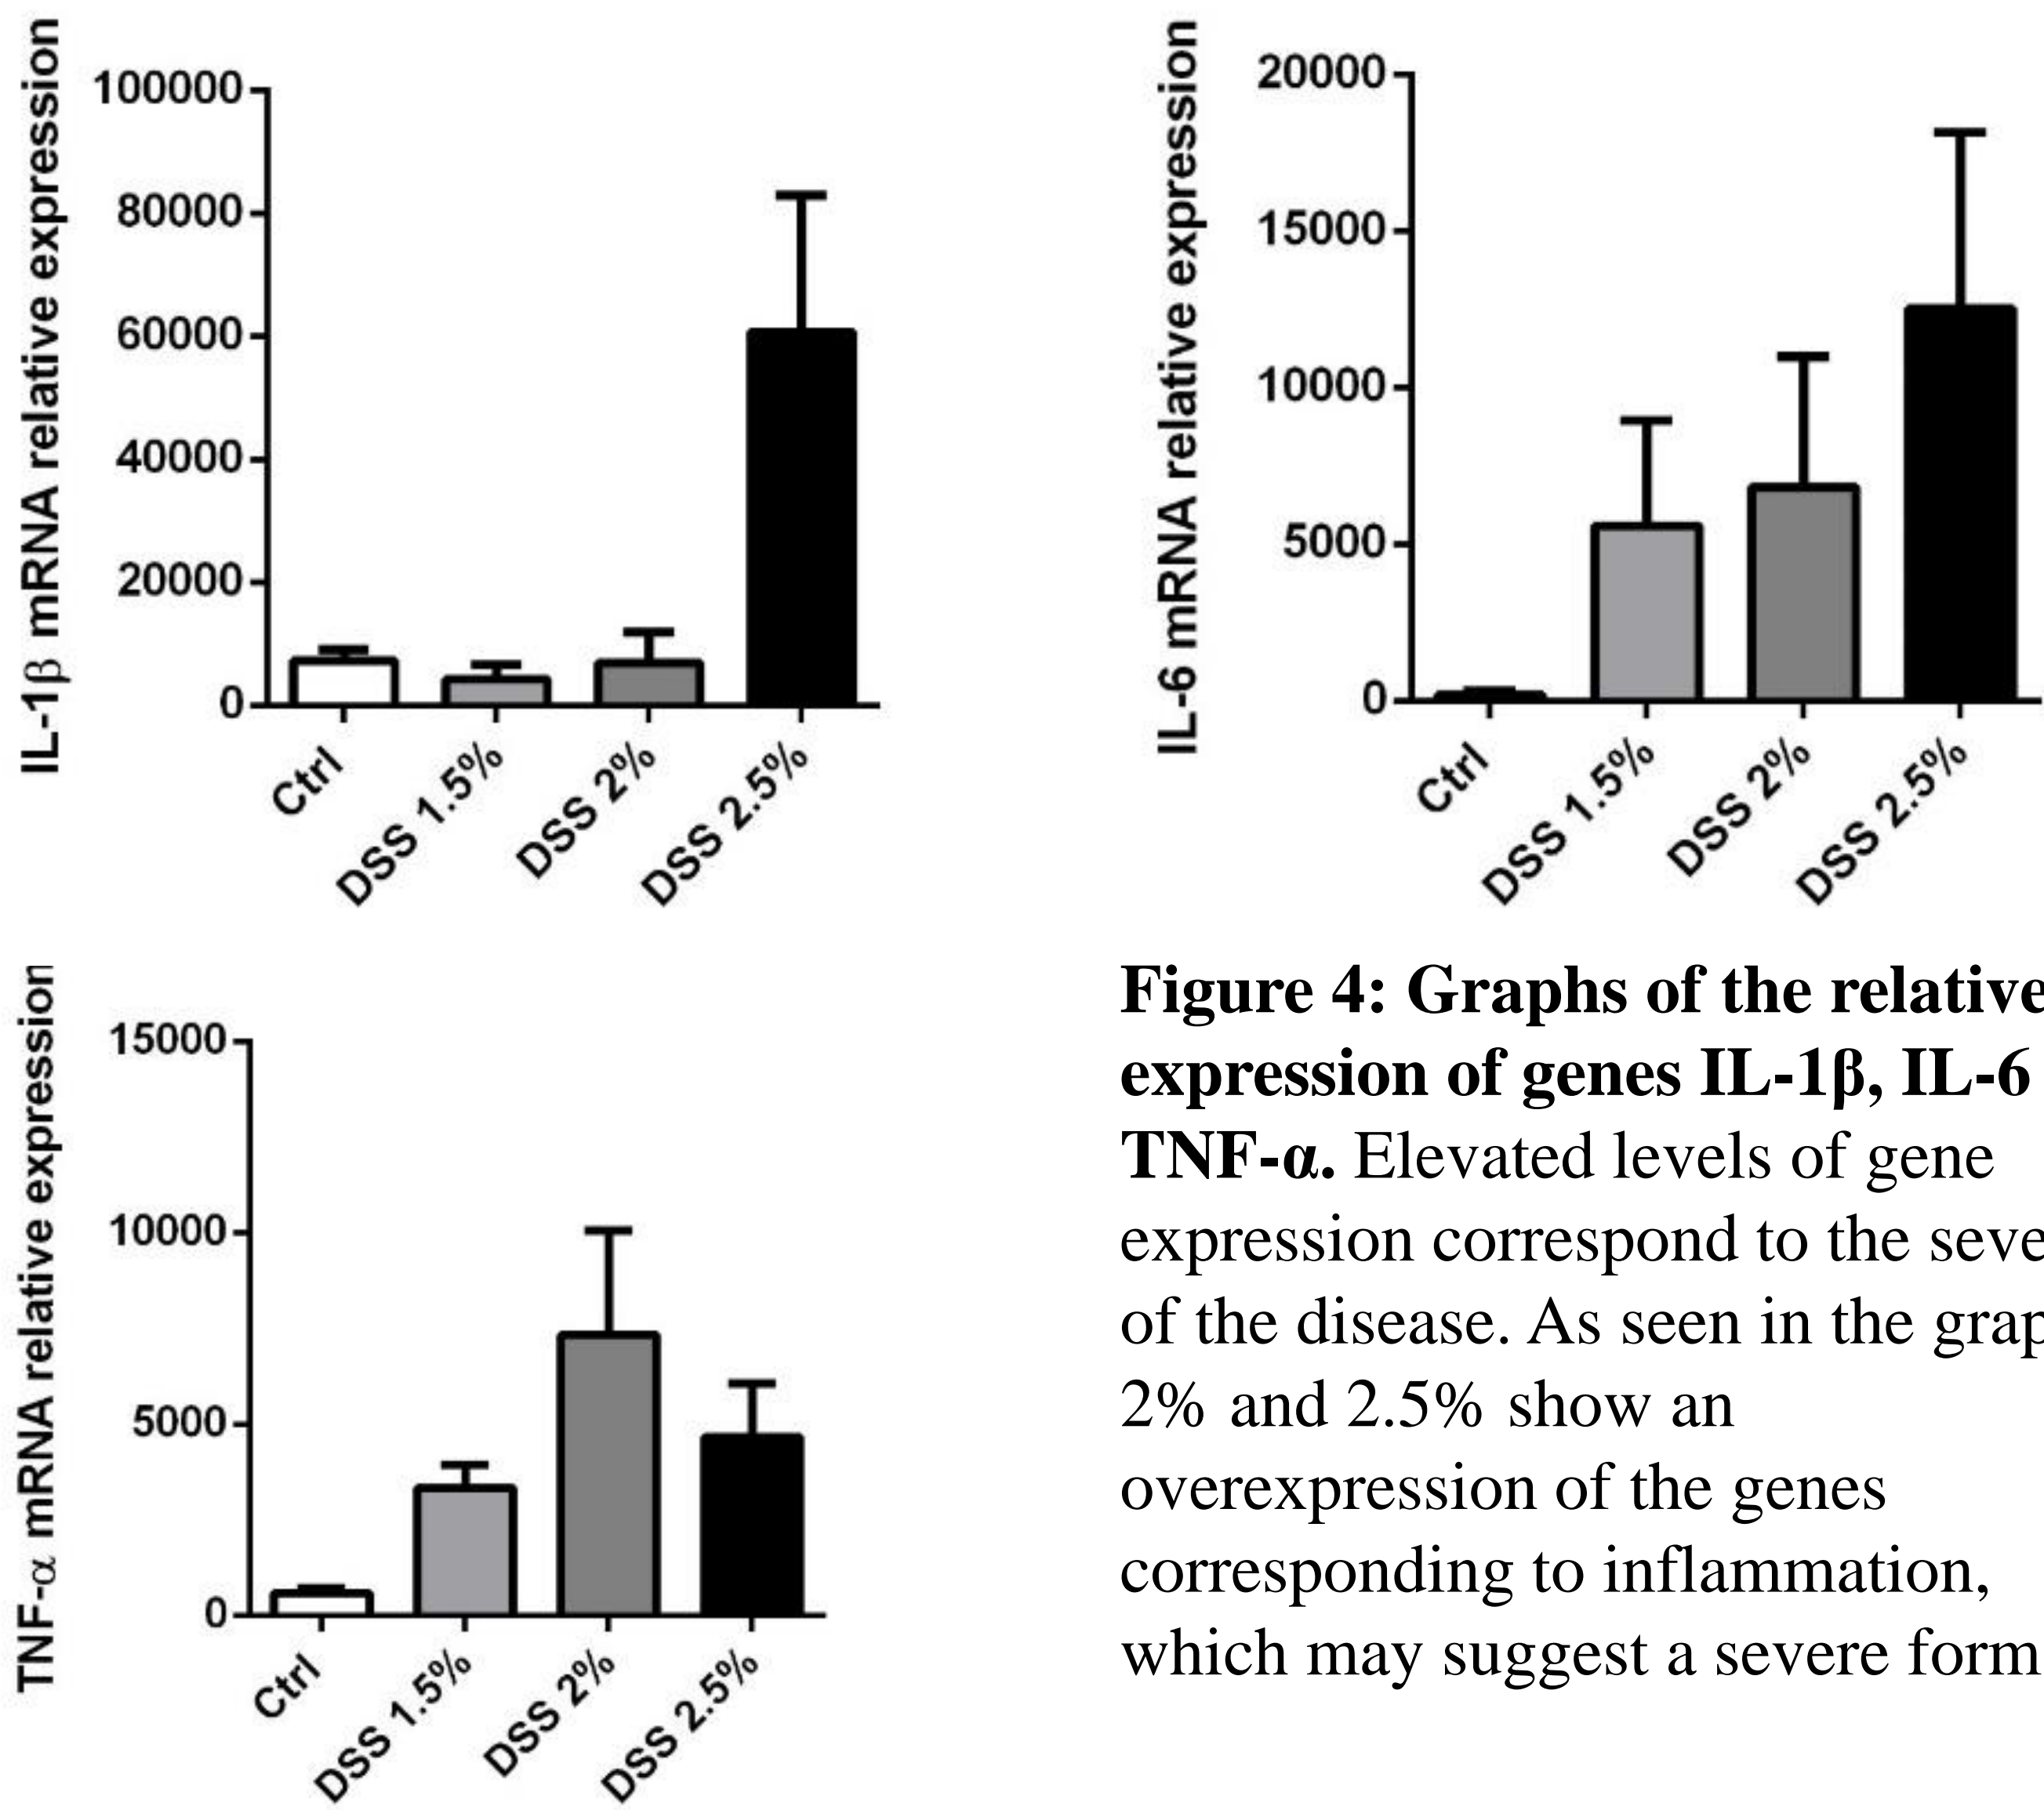 IL-1β mRNA relative expression
100000
80000
60000
40000
20000
0
Ctrl
DSS 1.5%
DSS 2%
DSS 2.5%
IL-6 mRNA relative expression
20000
15000
10000
5000
0
Ctrl
DSS 1.5%
DSS 2%
DSS 2.5%
TNF-α mRNA relative expression
15000
10000
5000
0
Ctrl
DSS 1.5%
DSS 2%
DSS 2.5%
Figure 4: Graphs of the relative
expression of genes IL-1β, IL-6
TNF-α. Elevated levels of gene
expression correspond to the
of the disease. As seen in the
2% and 2.5% show an
overexpression of the genes
corresponding to inflammation,
which may suggest a severe form